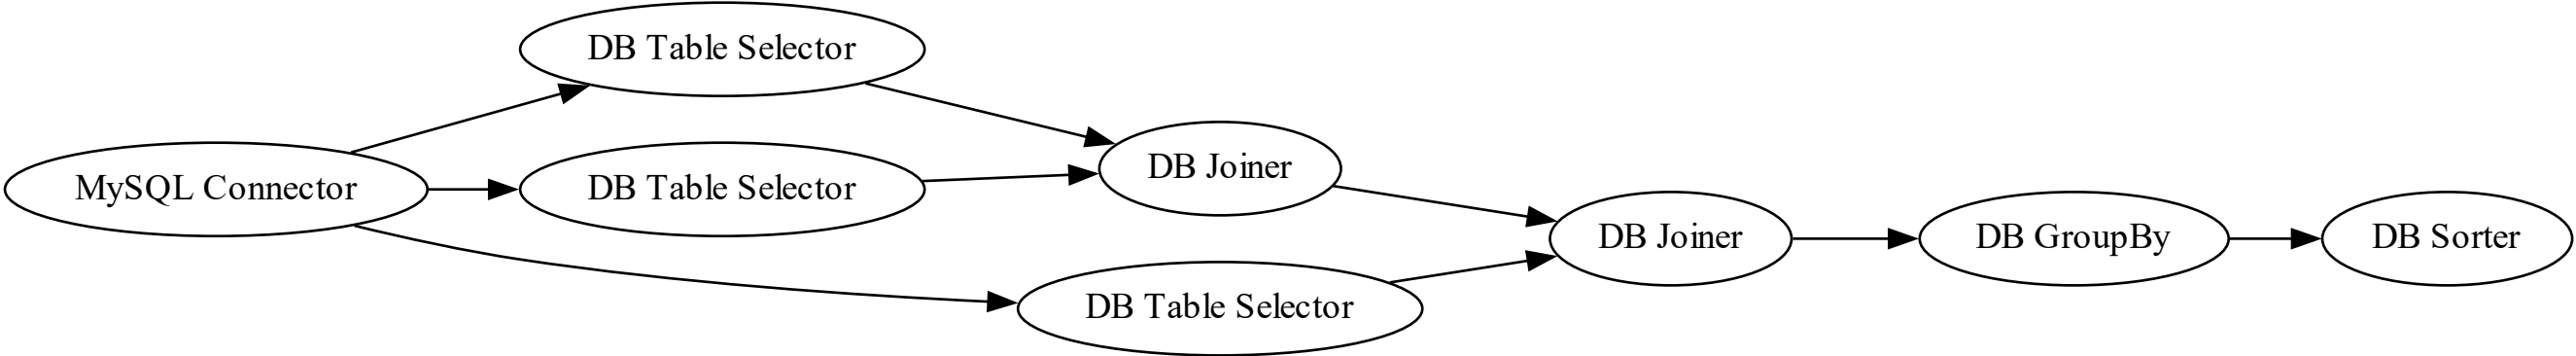 DB Table Selector
MySQL Connector
DB Table Selector
DB Joiner
DB Table Selector
DB Joiner
DB GroupBy
DB Sorter